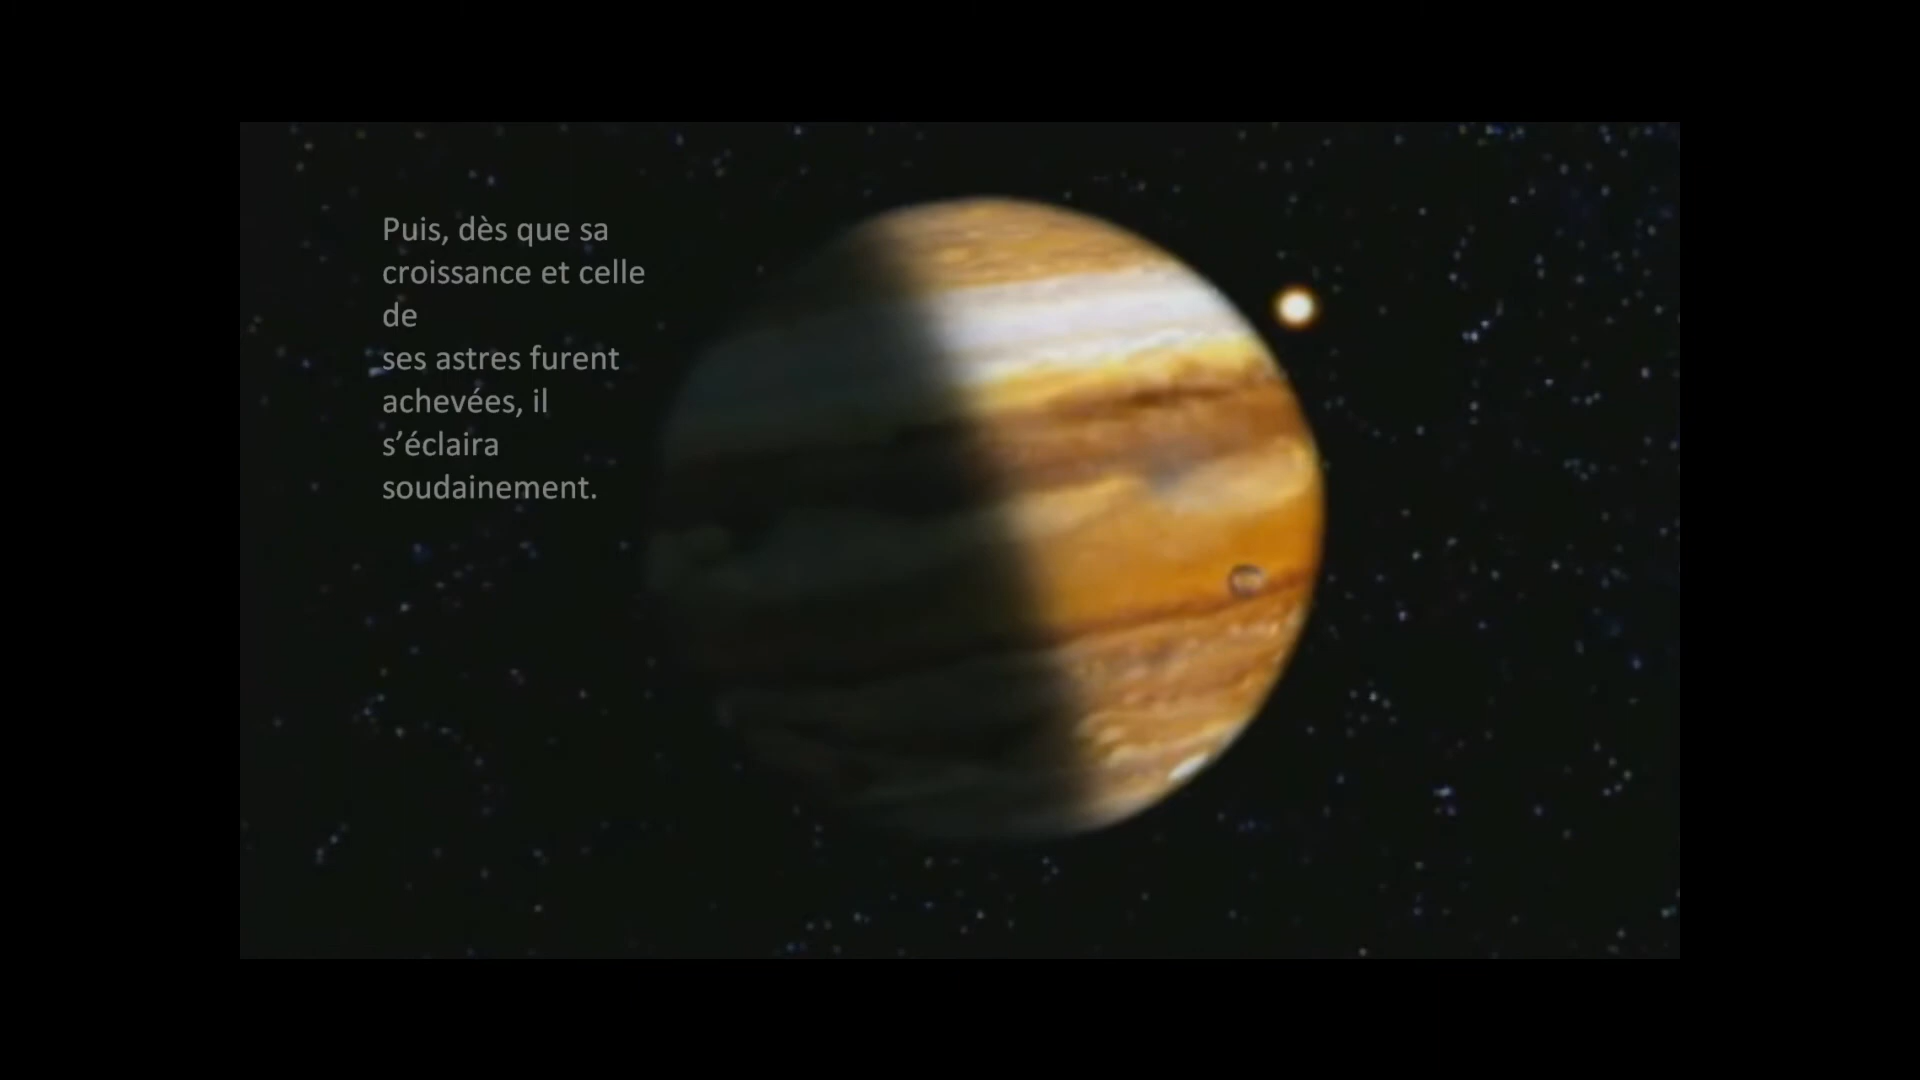 Puis, dès que sa
croissance et celle
de
ses astres furent
achevées, il
s’éclaira
soudainement.